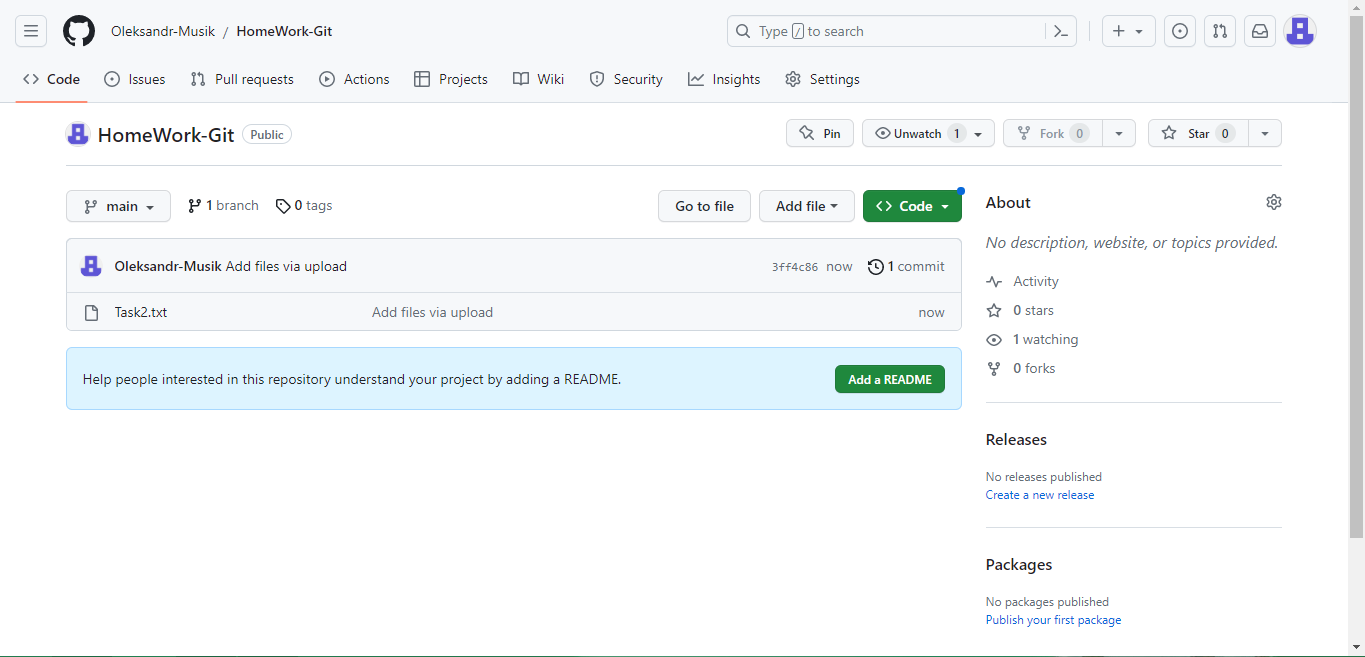 Oleksandr-Musik / HomeWork-Git
Type / to search
Code
Issues
Pull requests
Actions
Projects
Wiki
Security
Insights
Settings
HomeWork-Git Public
Pin
Unwatch 1
Fork 0
Star 0
main
1 branch
0 tags
Go to file
Add file
Code
Oleksandr-Musik Add files via upload
3ff4c86 now
1 commit
Task2.txt
Add files via upload
now
Help people interested in this repository understand your project by adding a README.
Add a README
About
No description, website, or topics provided.
Activity
0 stars
1 watching
0 forks
Releases
No releases published
Create a new release
Packages
No packages published
Publish your first package